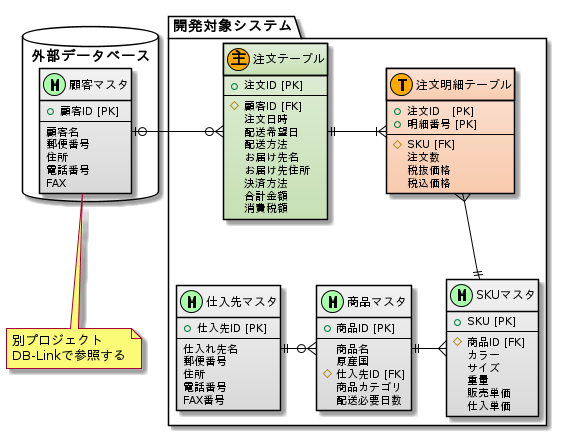 開発対象システム
外部データベース
M 顧客マスタ
顧客ID [PK]
顧客名
郵便番号
住所
電話番号
FAX
主 注文テーブル
注文ID [PK]
顧客ID [FK]
注文日時
配送希望日
配送方法
お届け先名
お届け先住所
決済方法
合計金額
消費税額
T 注文明細テーブル
注文ID [PK]
明細番号 [PK]
SKU [FK]
注文数
税抜価格
税込価格
別プロジェクト
DB-Linkで参照する
M 仕入先マスタ
仕入先ID [PK]
仕入れ先名
郵便番号
住所
電話番号
FAX番号
M 商品マスタ
商品ID [PK]
商品名
原産国
仕入先ID [FK]
商品カテゴリ
配送必要日数
M SKUマスタ
SKU [PK]
商品ID [FK]
カラー
サイズ
重量
販売単価
仕入単価